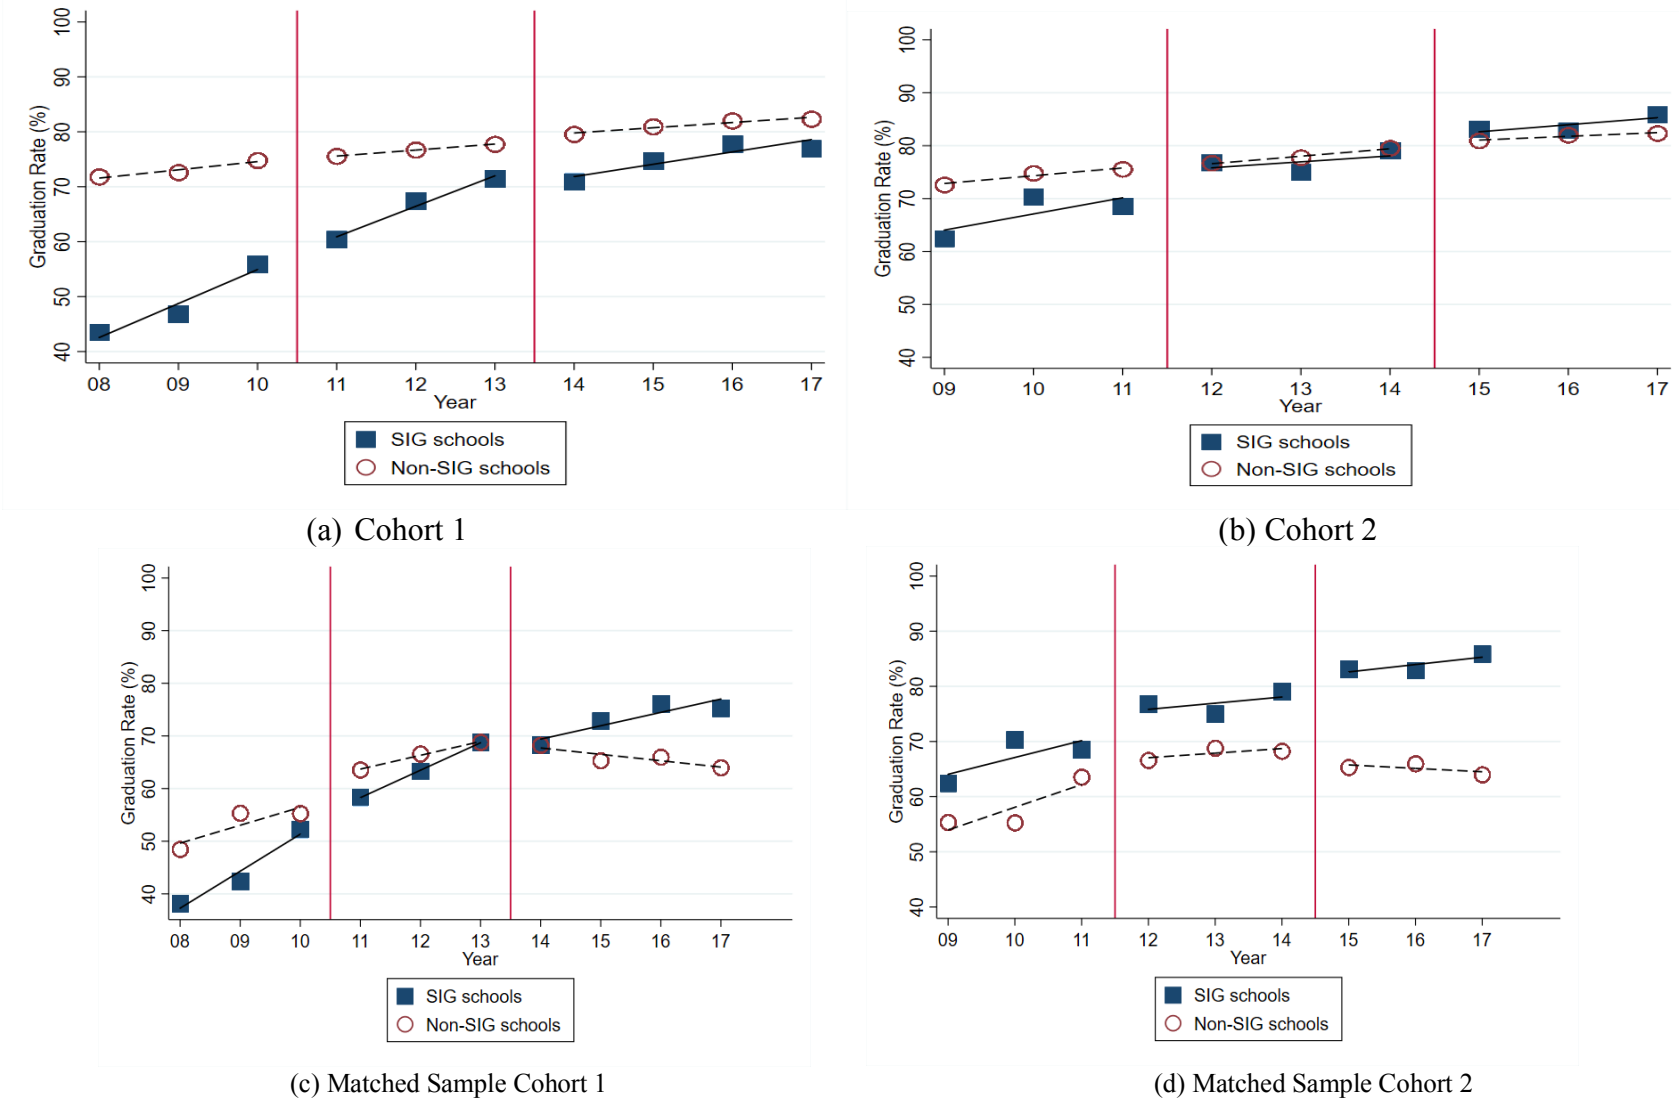 Graduation Rate (%)
100
90
80
70
60
50
40
08 09 10 11 12 13 14 15 16 17
Year
SIG schools
Non-SIG schools
(a) Cohort 1
Graduation Rate (%)
100
90
80
70
60
50
40
09 10 11 12 13 14 15 16 17
Year
SIG schools
Non-SIG schools
(b) Cohort 2
Graduation Rate (%)
100
90
80
70
60
50
40
08 09 10 11 12 13 14 15 16 17
Year
SIG schools
Non-SIG schools
(c) Matched Sample Cohort 1
Graduation Rate (%)
100
90
80
70
60
50
40
09 10 11 12 13 14 15 16 17
Year
SIG schools
Non-SIG schools
(d) Matched Sample Cohort 2